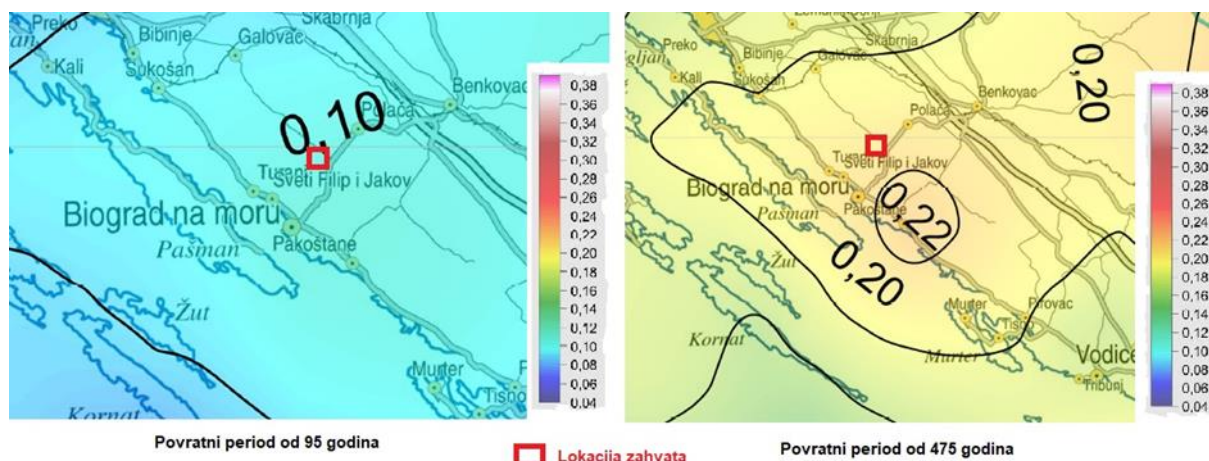 Preko
Škabrnja
Bibinje
Galovac
Kali
Sukošan
Benkovac
Polača
0,10
Sveti Filip i Jakov
Biograd na moru
Pakoštane
Pašman
Žut
Murter
Kornat
0,38
0,36
0,34
0,32
0,30
0,28
0,26
0,24
0,22
0,20
0,18
0,16
0,14
0,12
0,10
0,08
0,06
0,04
Povratni period od 95 godina
Lokacija zahvata
Preko
Škabrnja
Bibinje
Galovac
Kali
Sukošan
Benkovac
Polača
0,20
Sveti Filip i Jakov
Biograd na moru
Pakoštane
Pašman
0,22
0,20
Žut
Kornat
Murter
Pirovac
Tisno
Murter
Vodice
Tribunj
0,38
0,36
0,34
0,32
0,30
0,28
0,26
0,24
0,22
0,20
0,18
0,16
0,14
0,12
0,10
0,08
0,06
0,04
Povratni period od 475 godina